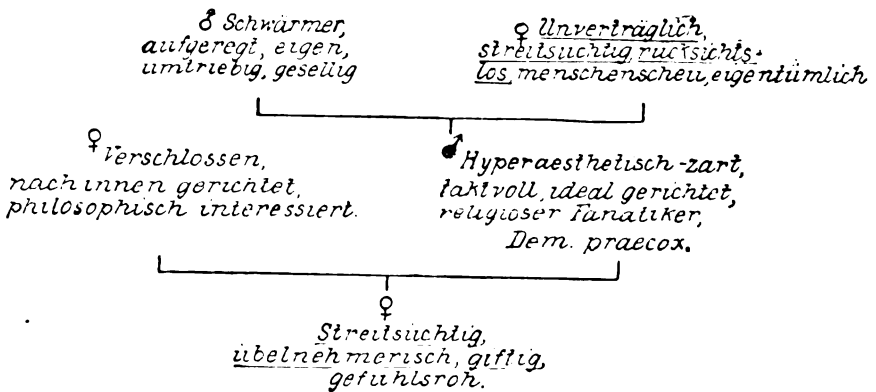 ♂ Schwärmer,
aufgeregt, eigen,
umtriebig, gesellig
♀ Unverträglich,
streitsüchtig, rücksichts-
los, menschenscheu, eigentümlich
♀ Verschlossen,
nach innen gerichtet,
philosophisch interessiert.
♂ Hyperaesthetisch-zart,
taktvoll, ideal gerichtet,
religiöser Fanatiker,
Dem. praecox.
♀
Streitsüchtig,
übelnehmerisch, giftig,
gefühlsroh.